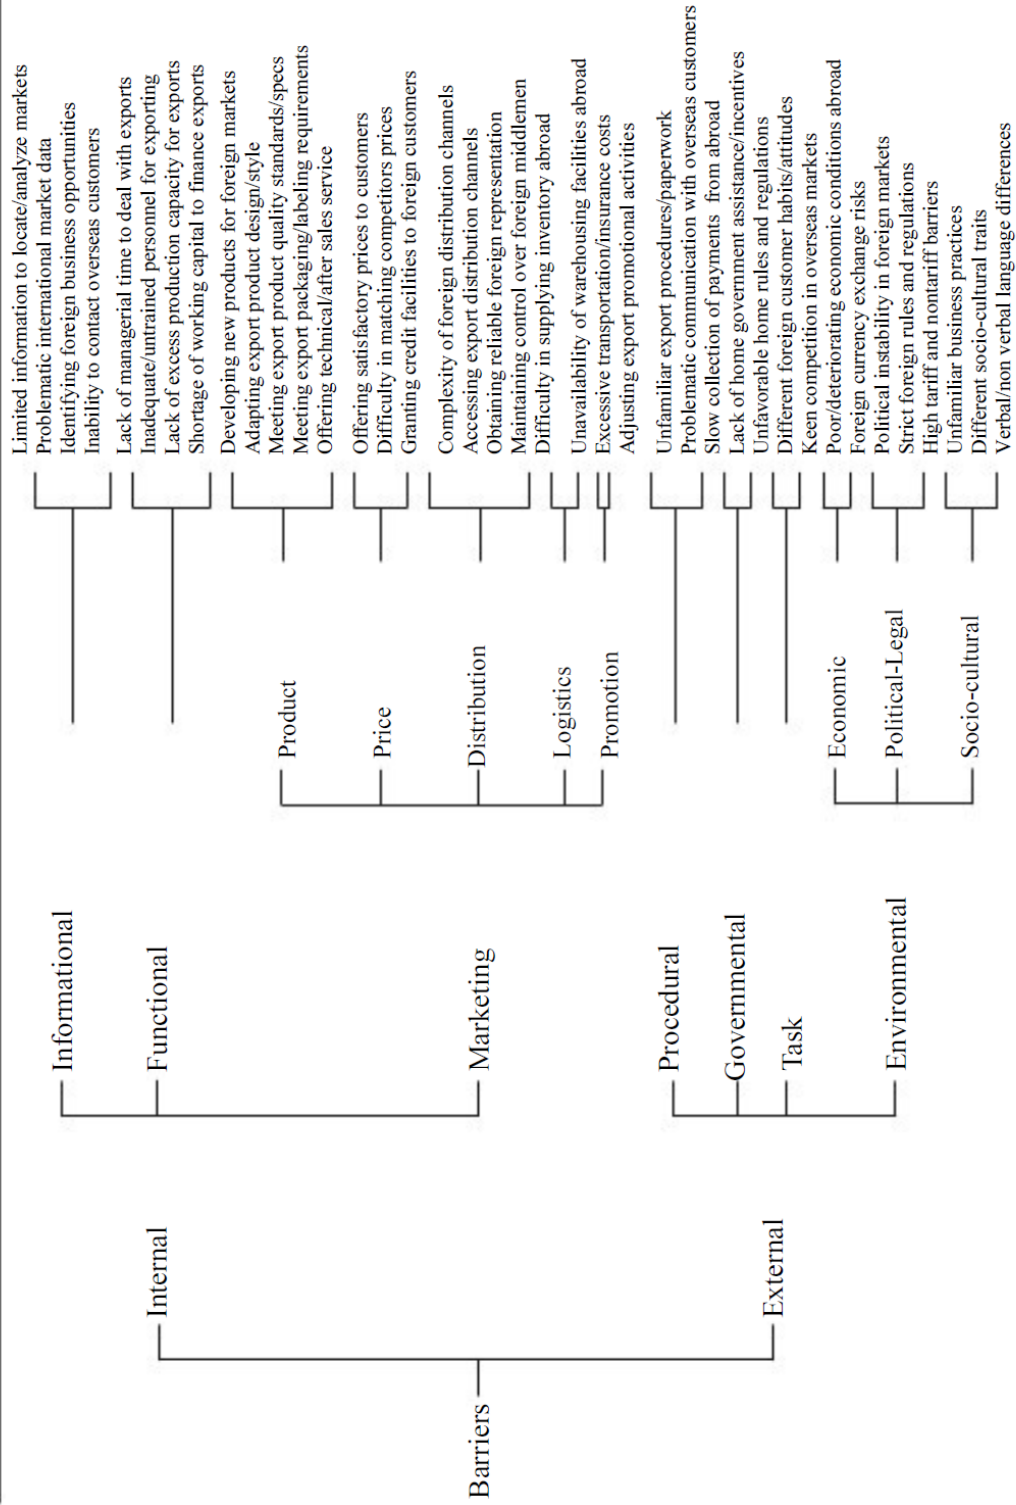 Barriers
Internal
External
Informational
Functional
Marketing
Procedural
Governmental
Task
Environmental
Product
Price
Distribution
Logistics
Promotion
Economic
Political-Legal
Socio-cultural
Limited information to locate/analyze markets
Problematic international market data
Identifying foreign business opportunities
Inability to contact overseas customers
Lack of managerial time to deal with exports
Inadequate/untrained personnel for exporting
Lack of excess production capacity for exports
Shortage of working capital to finance exports
Developing new products for foreign markets
Adapting export product design/style
Meeting export product quality standards/specs
Meeting export packaging/labeling requirements
Offering technical/after sales service
Offering satisfactory prices to customers
Difficulty in matching competitors prices
Granting credit facilities to foreign customers
Complexity of foreign distribution channels
Accessing export distribution channels
Obtaining reliable foreign representation
Maintaining control over foreign middlemen
Difficulty in supplying inventory abroad
Unavailability of warehousing facilities abroad
Excessive transportation/insurance costs
Adjusting export promotional activities
Unfamiliar export procedures/paperwork
Problematic communication with overseas customers
Slow collection of payments from abroad
Lack of home government assistance/incentives
Unfavorable home rules and regulations
Different foreign customer habits/attitudes
Keen competition in overseas markets
Poor/deteriorating economic conditions abroad
Foreign currency exchange risks
Political instability in foreign markets
Strict foreign rules and regulations
High tariff and nontariff barriers
Unfamiliar business practices
Different socio-cultural traits
Verbal/non verbal language differences